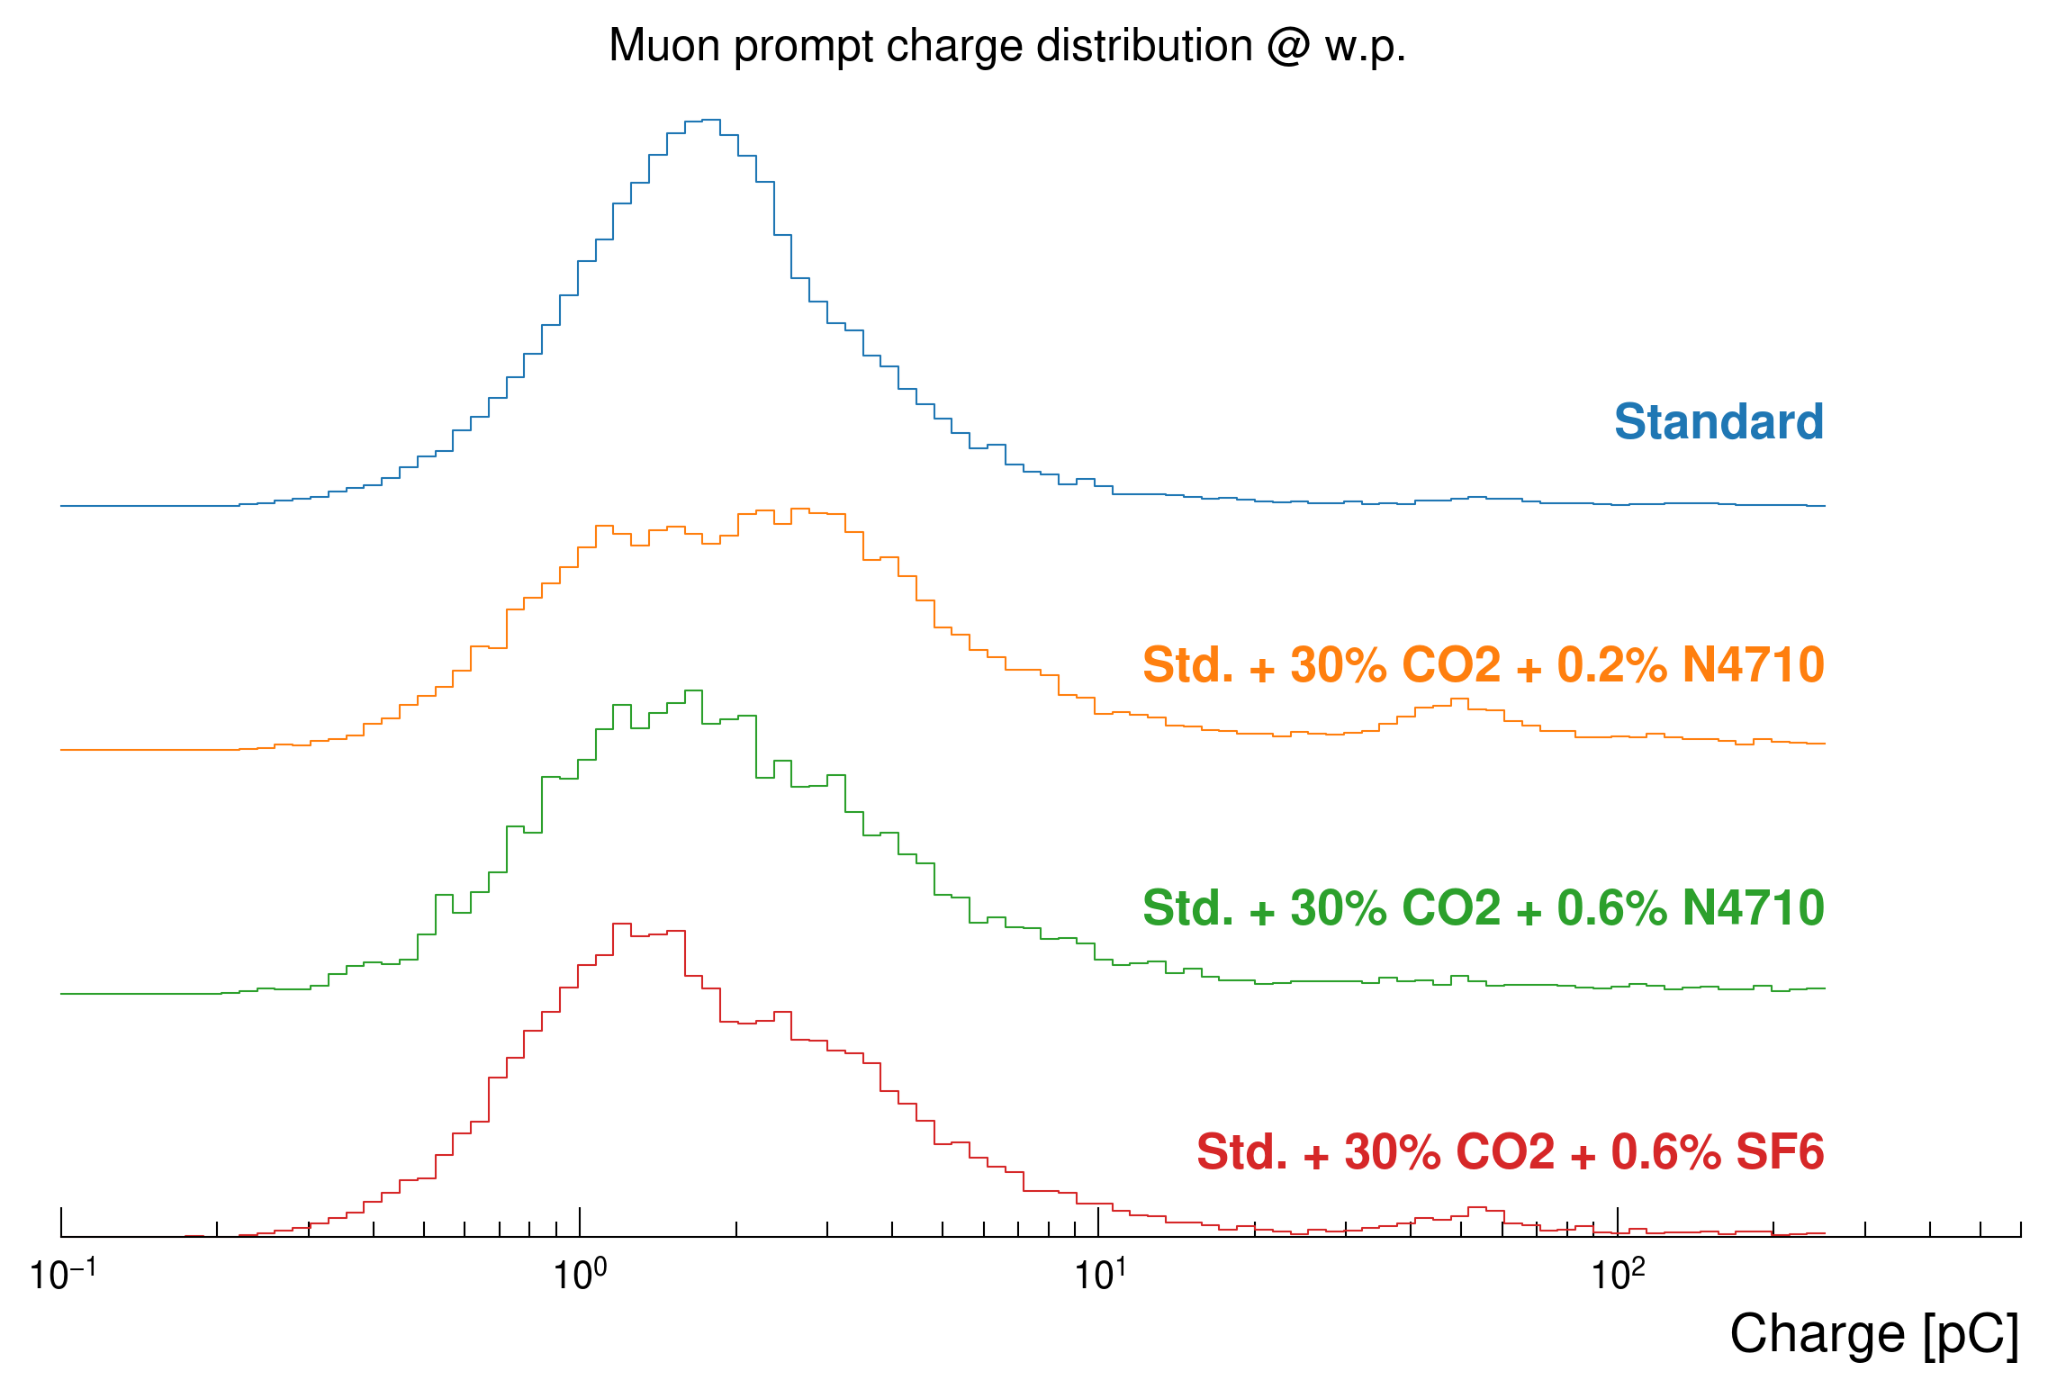 Muon prompt charge distribution @ w.p.
Standard
Std. + 30% CO2 + 0.2% N4710
Std. + 30% CO2 + 0.6% N4710
Std. + 30% CO2 + 0.6% SF6
10⁻¹ 10⁰ 10¹ 10²
Charge [pC]